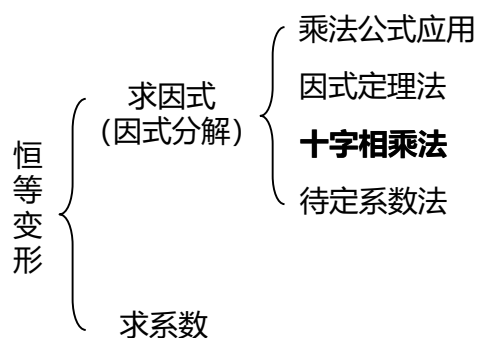 恒等变形
求因式
（因式分解）
乘法公式应用
因式定理法
十字相乘法
待定系数法
求系数